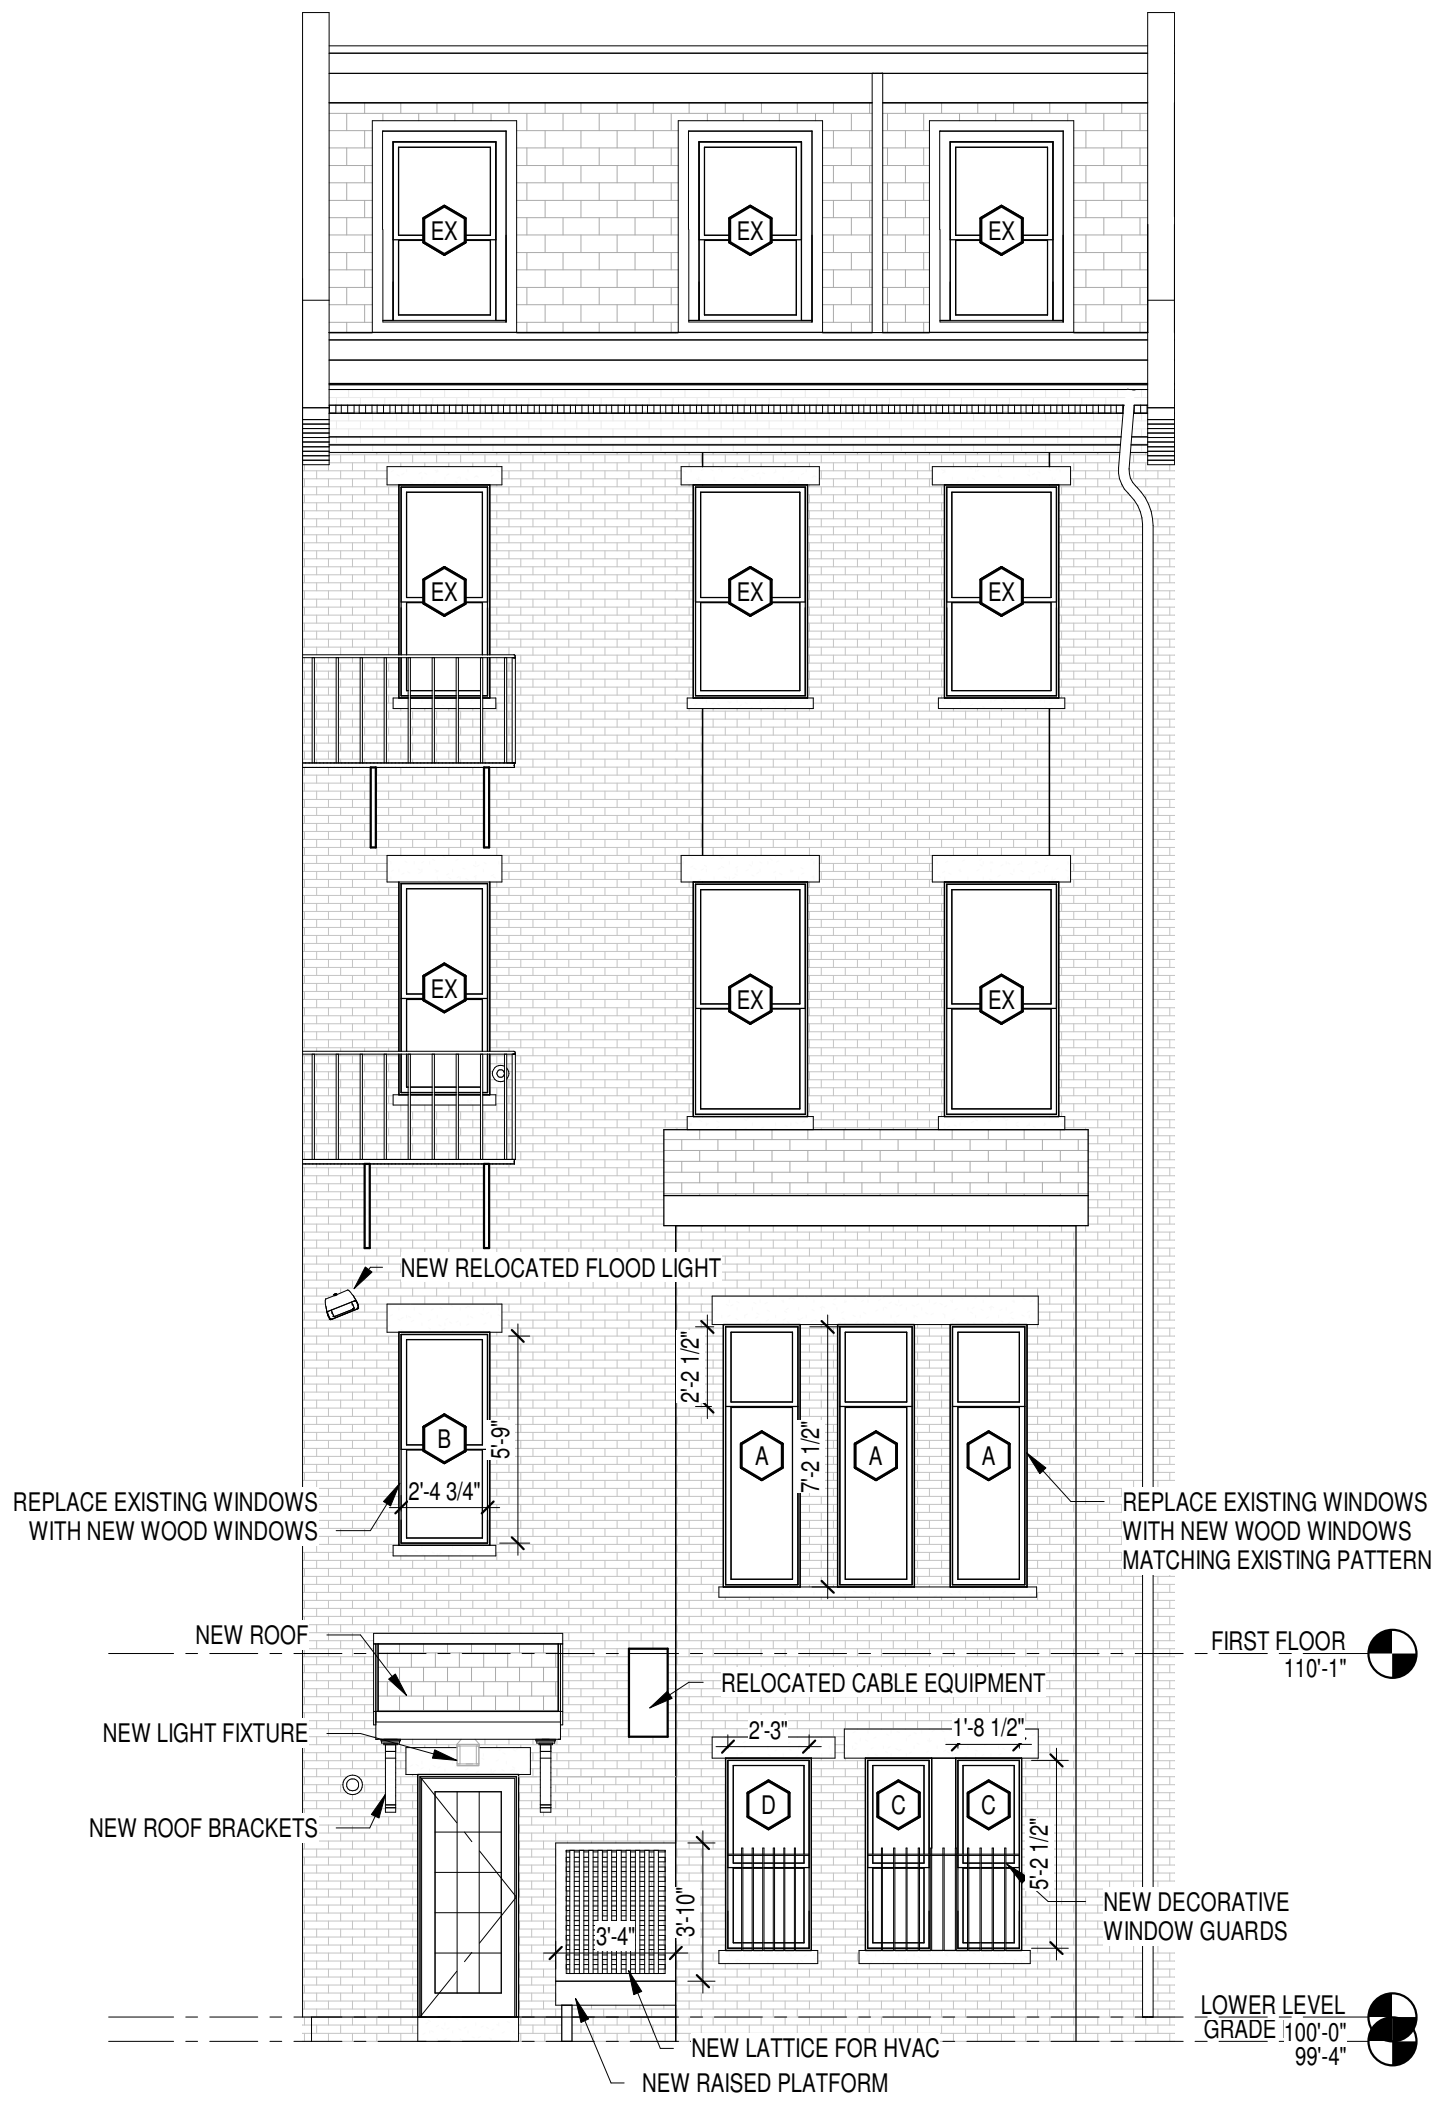 EX
EX
EX
EX
EX
EX
EX
EX
EX
NEW RELOCATED FLOOD LIGHT
2'-2 1/2"
7'-2 1/2"
B
5'-9"
2'-4 3/4"
A
A
A
REPLACE EXISTING WINDOWS
WITH NEW WOOD WINDOWS
REPLACE EXISTING WINDOWS
WITH NEW WOOD WINDOWS
MATCHING EXISTING PATTERN
NEW ROOF
FIRST FLOOR
110'-1"
RELOCATED CABLE EQUIPMENT
NEW LIGHT FIXTURE
2'-3"
1'-8 1/2"
D
C
C
NEW ROOF BRACKETS
5'-2 1/2"
3'-10"
3'-4"
NEW DECORATIVE
WINDOW GUARDS
LOWER LEVEL
100'-0"
GRADE
99'-4"
NEW LATTICE FOR HVAC
NEW RAISED PLATFORM